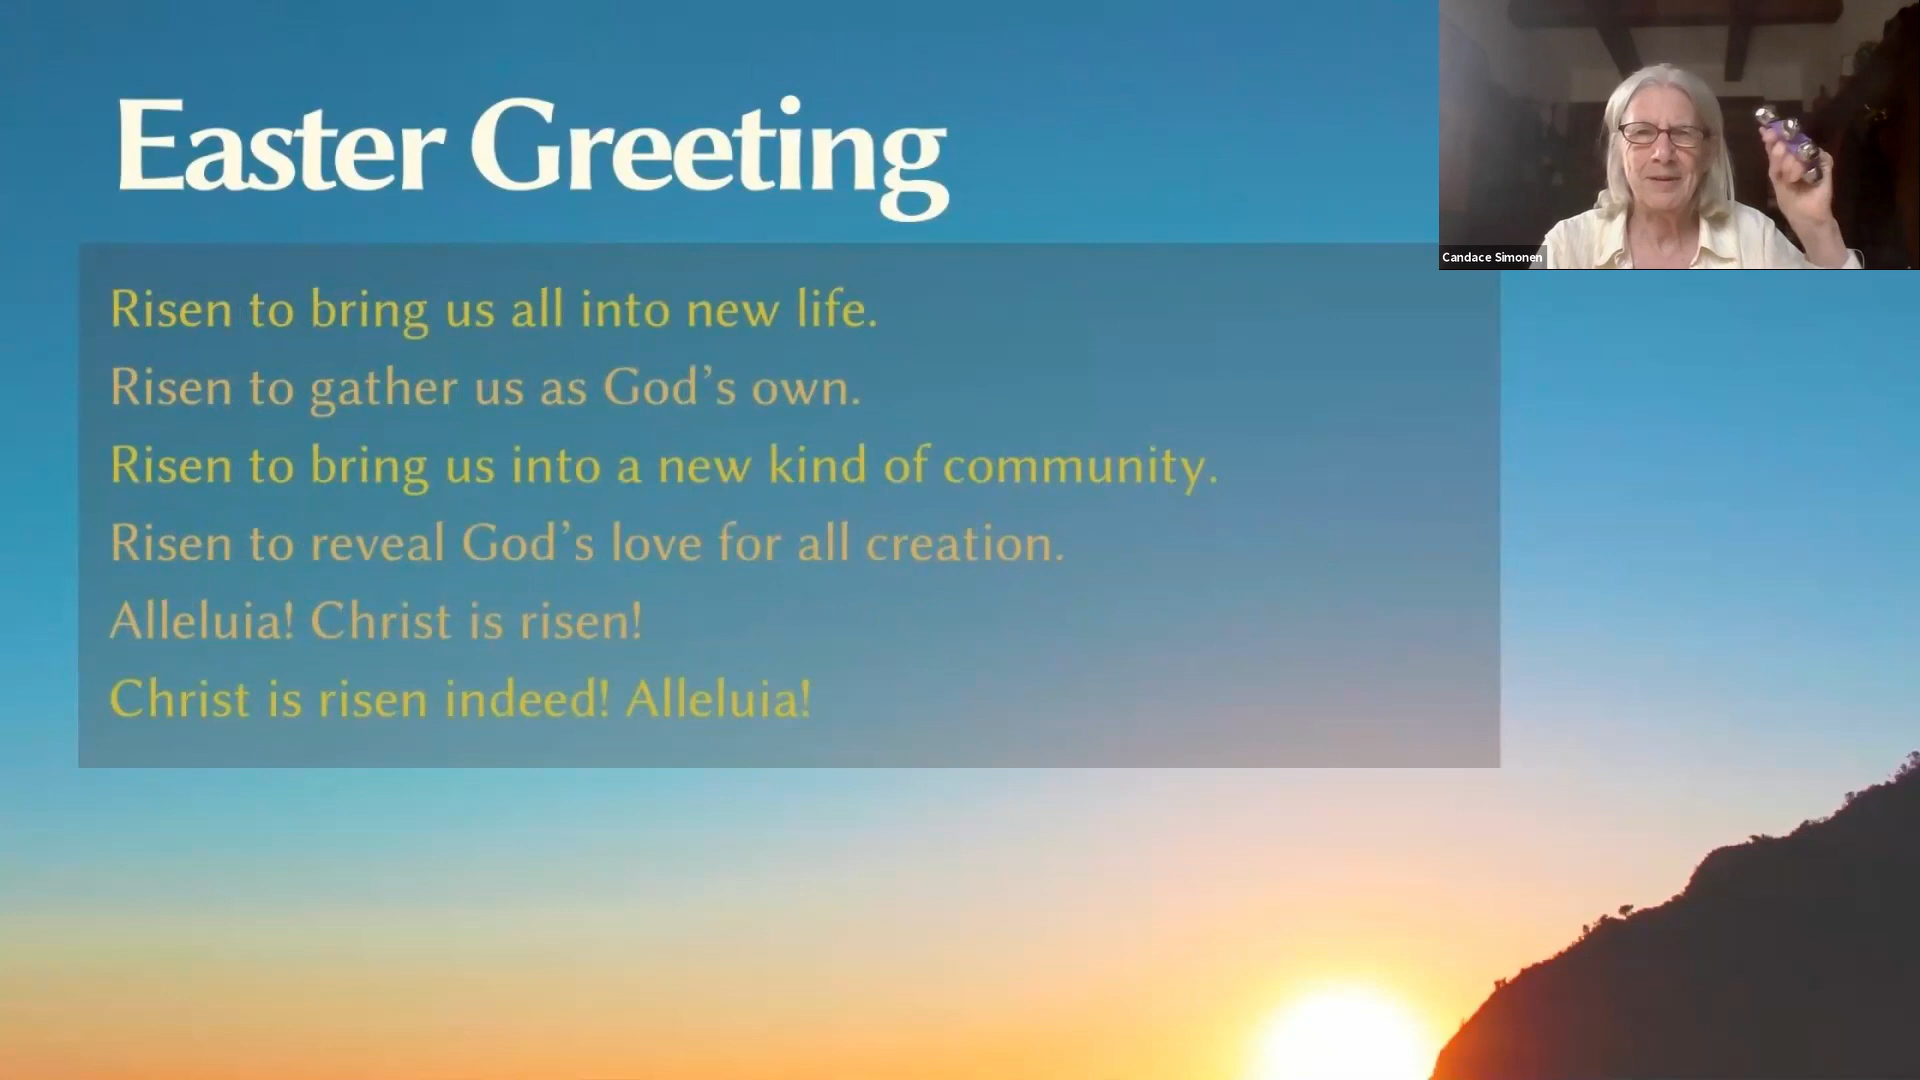 Easter Greeting
Risen to bring us all into new life.
Risen to gather us as God’s own.
Risen to bring us into a new kind of community.
Risen to reveal God’s love for all creation.
Alleluia! Christ is risen!
Christ is risen indeed! Alleluia!
Candace Simonen